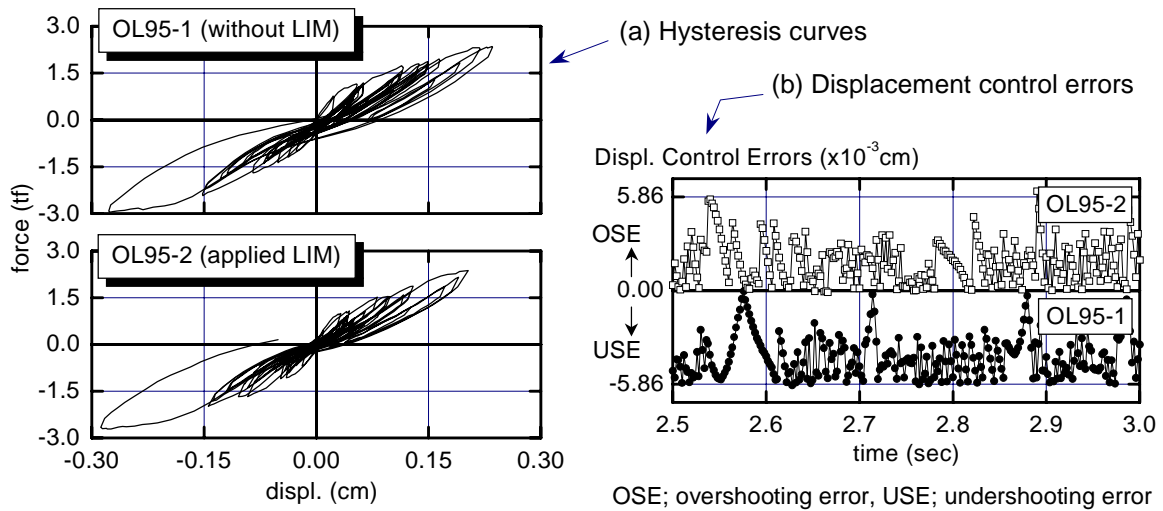 3.0
OL95-1 (without LIM)
1.5
0.0
-1.5
-3.0
force (tf)
3.0
OL95-2 (applied LIM)
1.5
0.0
-1.5
-3.0
-0.30 -0.15 0.00 0.15 0.30
displ. (cm)
(a) Hysteresis curves
(b) Displacement control errors
Displ. Control Errors (x10⁻³cm)
5.86
OL95-2
OSE
0.00
OL95-1
USE
-5.86
2.5 2.6 2.7 2.8 2.9 3.0
time (sec)
OSE; overshooting error, USE; undershooting error